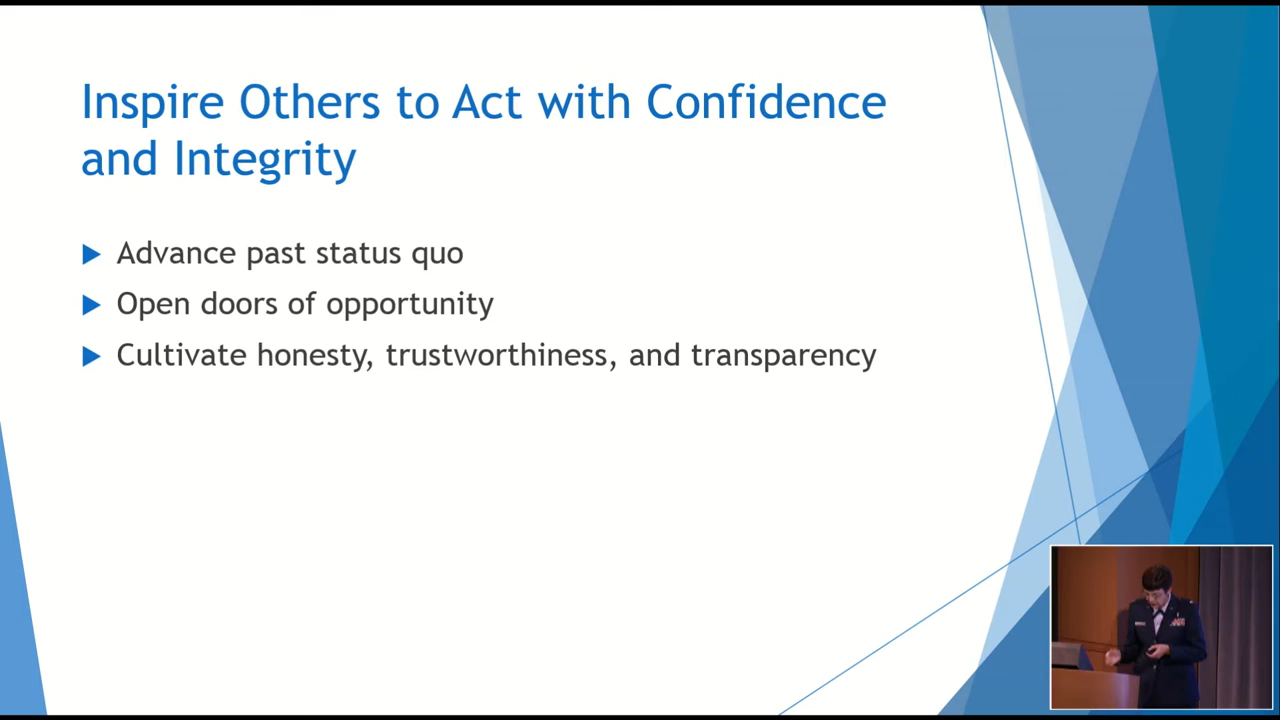 Inspire Others to Act with Confidence
and Integrity
Advance past status quo
Open doors of opportunity
Cultivate honesty, trustworthiness, and transparency